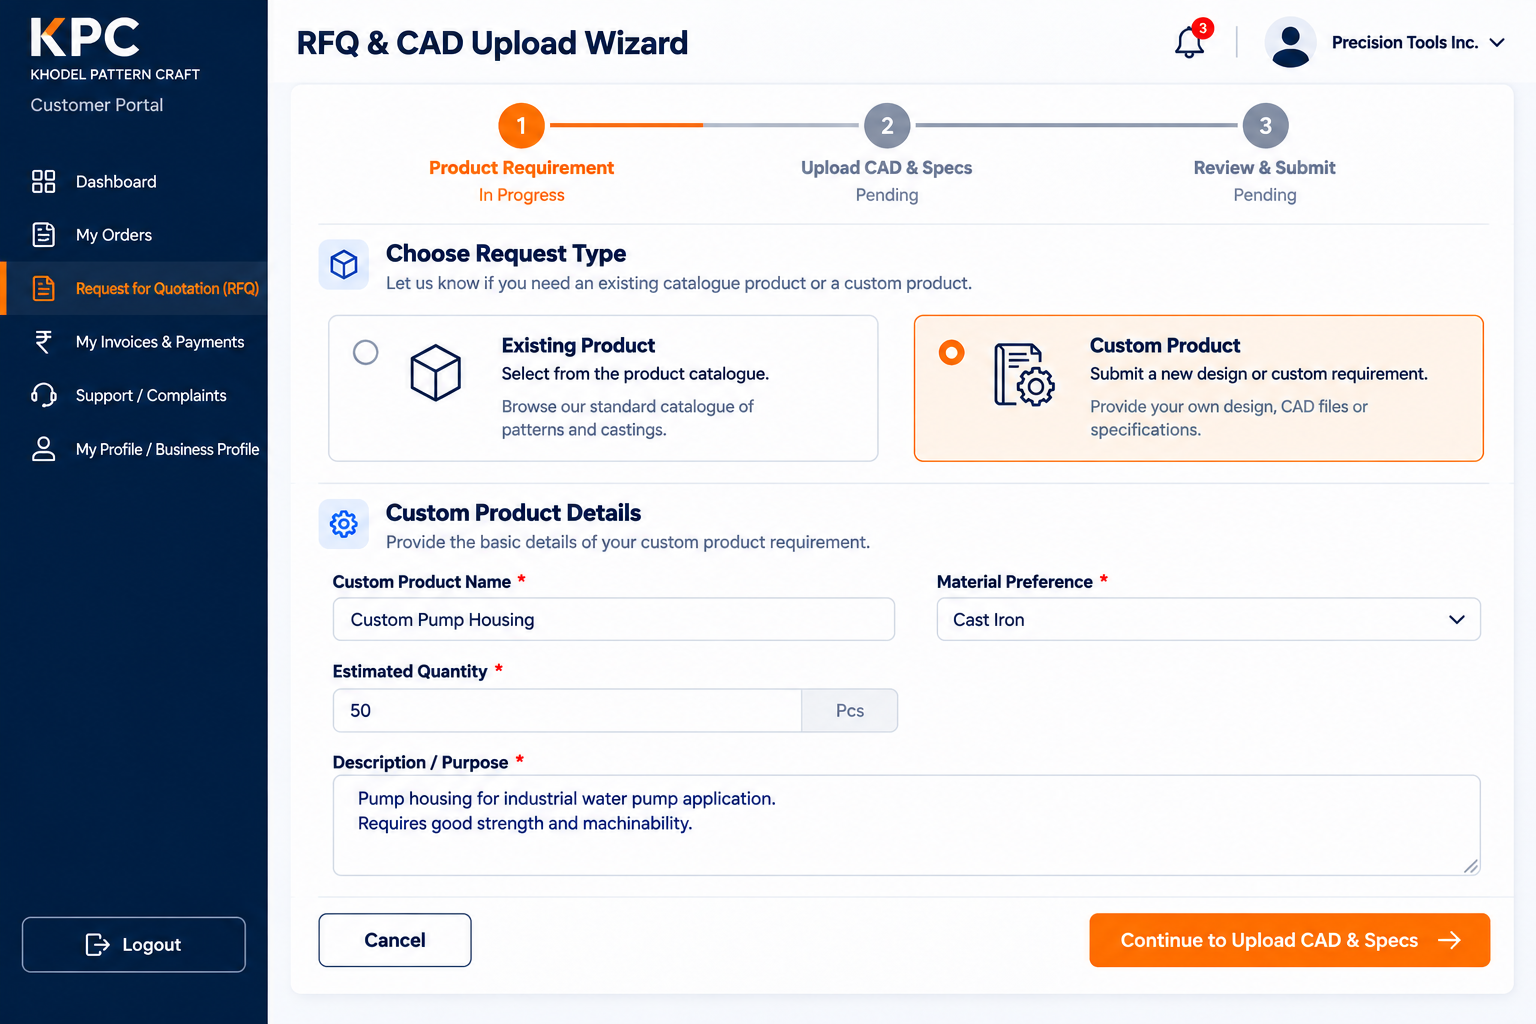 KPC
KHODEL PATTERN CRAFT
Customer Portal
Dashboard
My Orders
Request for Quotation (RFQ)
My Invoices & Payments
Support / Complaints
My Profile / Business Profile
Logout
RFQ & CAD Upload Wizard
3
Precision Tools Inc.
1
2
3
Product Requirement
Upload CAD & Specs
Review & Submit
In Progress
Pending
Pending
Choose Request Type
Let us know if you need an existing catalogue product or a custom product.
Existing Product
Select from the product catalogue.
Browse our standard catalogue of
patterns and castings.
Custom Product
Submit a new design or custom requirement.
Provide your own design, CAD files or
specifications.
Custom Product Details
Provide the basic details of your custom product requirement.
Custom Product Name *
Custom Pump Housing
Material Preference *
Cast Iron
Estimated Quantity *
50
Pcs
Description / Purpose *
Pump housing for industrial water pump application.
Requires good strength and machinability.
Cancel
Continue to Upload CAD & Specs